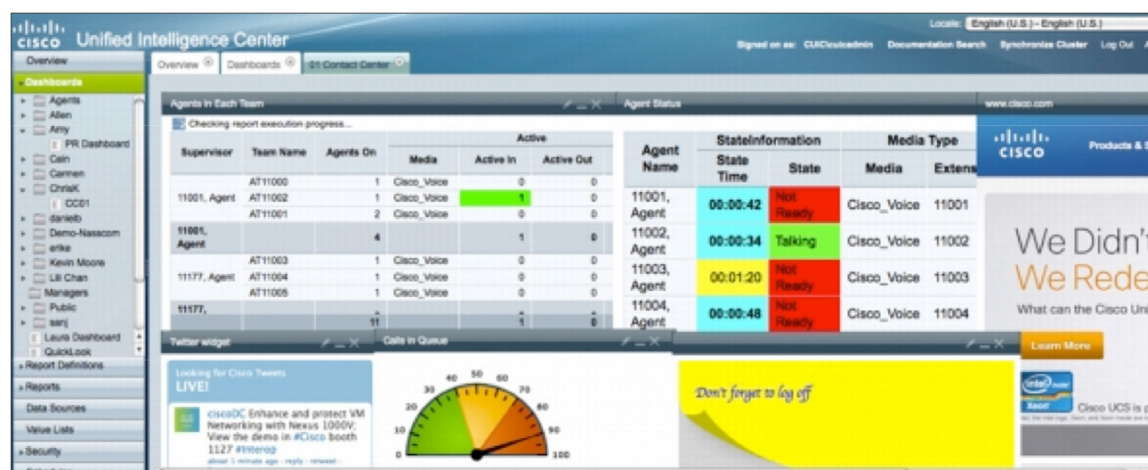 Locale: English (U.S.) - English (U.S.)
CISCO Unified Intelligence Center
Signed on as: CUIC\cuicadmin Documentation Search Synchronize Cluster Log Out
Overview
Overview Dashboards 01 Contact Center
Dashboards
Agents
Allen
Amy
PR Dashboard
Cain
Carmen
ChrisK
CC01
danielb
Demo-Nasscom
erike
Kevin Moore
Lili Chan
Managers
Public
sanj
Laura Dashboard
QuickLook
Report Definitions
Reports
Data Sources
Value Lists
Security
Agents in Each Team
Checking report execution progress...
Active
Supervisor Team Name Agents On Media Active In Active Out
AT11000 1 Cisco_Voice 0 0
11001, Agent AT11002 1 Cisco_Voice 1 0
AT11001 2 Cisco_Voice 0 0
11001, Agent 4 1 0
AT11003 1 Cisco_Voice 0 0
11177, Agent AT11004 1 Cisco_Voice 0 0
AT11005 1 Cisco_Voice 0 0
11177,
11 1 0
Agent Status
StateInformation Media Type
Agent Name State Time State Media Extens
11001, Agent 00:00:42 Not Ready Cisco_Voice 11001
11002, Agent 00:00:34 Talking Cisco_Voice 11002
11003, Agent 00:01:20 Not Ready Cisco_Voice 11003
11004, Agent 00:00:48 Not Ready Cisco_Voice 11004
www.cisco.com
CISCO Products &
We Didn't
We Rede
What can the Cisco Uni
Learn More
intel
Xeon
Cisco UCS is
Twitter widget
Looking for Cisco Tweets
LIVE!
ciscoDC Enhance and protect VM
Networking with Nexus 1000V;
View the demo in #Cisco booth
1127 #Interop
about 1 minute ago · reply · retweet ·
Calls in Queue
0 10 20 30 40 50 60 70 80 90 100
Don't forget to log off